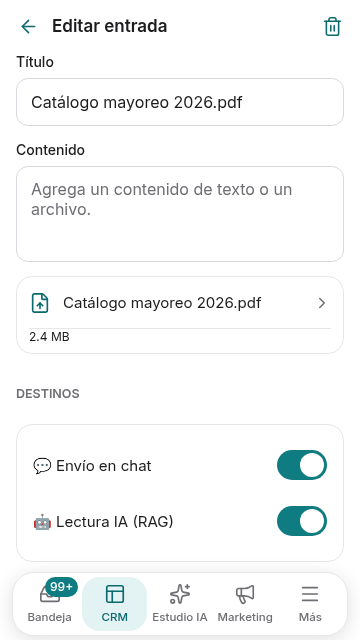 Editar entrada
Título
Catálogo mayoreo 2026.pdf
Contenido
Agrega un contenido de texto o un
archivo.
Catálogo mayoreo 2026.pdf
2.4 MB
DESTINOS
💬 Envío en chat
🤖 Lectura IA (RAG)
99+
Bandeja
CRM
Estudio IA
Marketing
Más